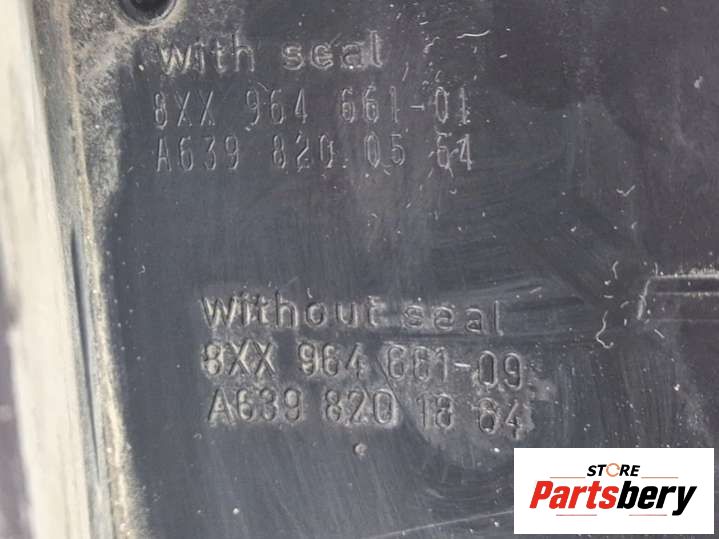 with seal
8XX 964 661-01
A639 820 05 64
without seal
8XX 964 661-09
A639 820 18 64
STORE
Partsbery